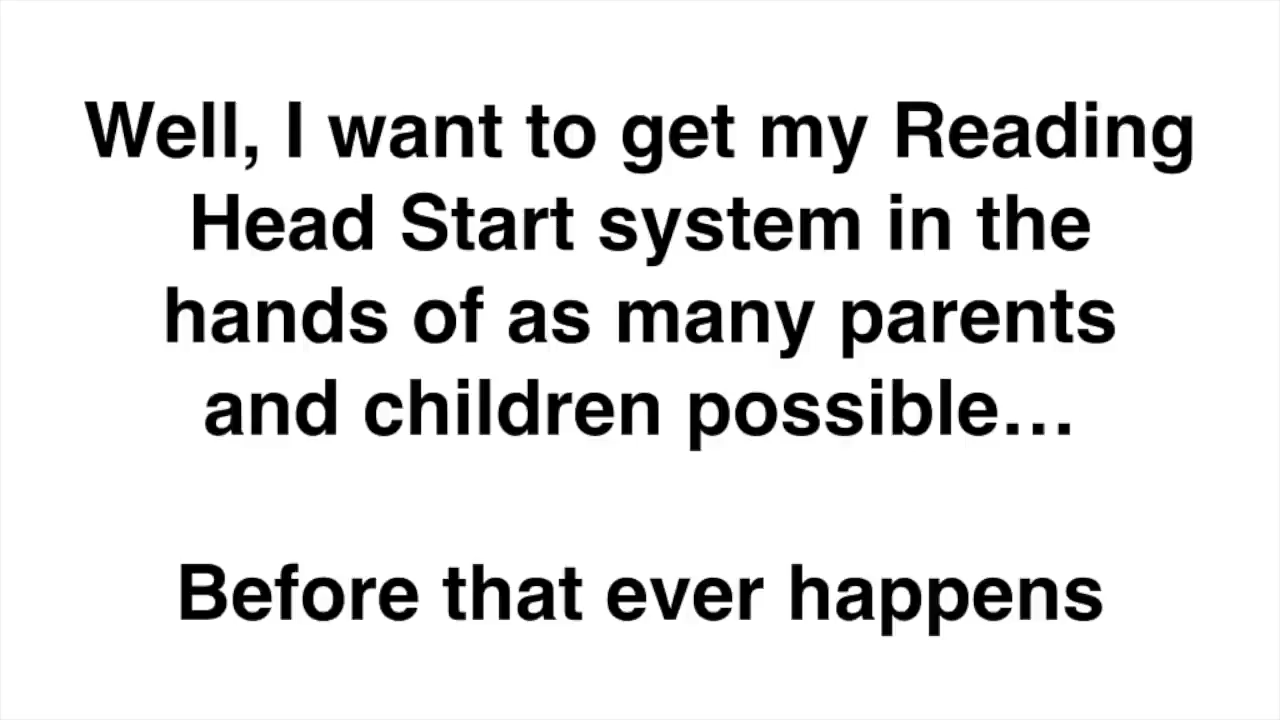 Well, I want to get my Reading
Head Start system in the
hands of as many parents
and children possible…
Before that ever happens